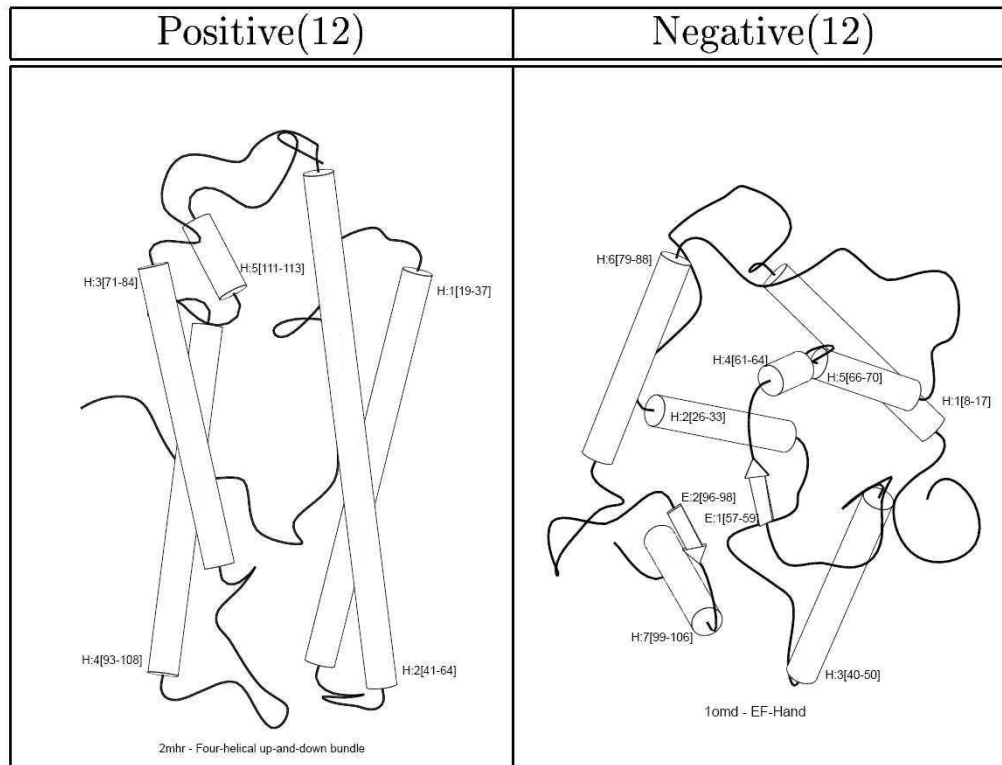 Positive(12)
Negative(12)
H:3[71-84]
H:5[111-113]
H:1[19-37]
H:4[93-108]
H:2[41-64]
2mhr - Four-helical up-and-down bundle
H:6[79-88]
H:4[61-64]
H:5[66-70]
H:1[8-17]
H:2[26-33]
E:2[96-98]
E:1[57-59]
H:7[99-106]
H:3[40-50]
1omd - EF-Hand